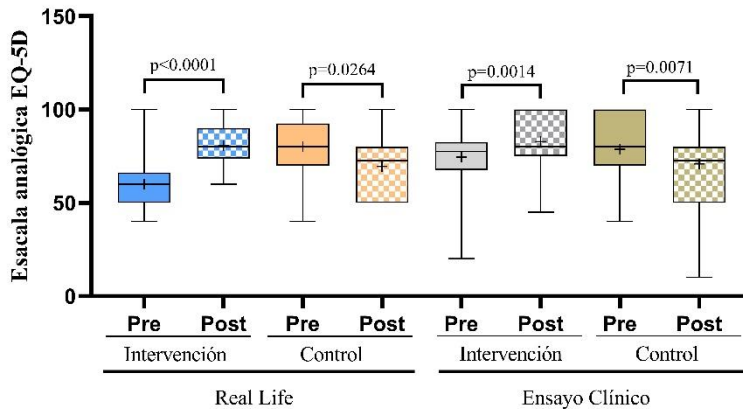 Esacala analógica EQ-5D
150
100
50
0
p<0.0001
p=0.0264
p=0.0014
p=0.0071
Pre Post Pre Post Pre Post Pre Post
Intervención Control Intervención Control
Real Life Ensayo Clínico